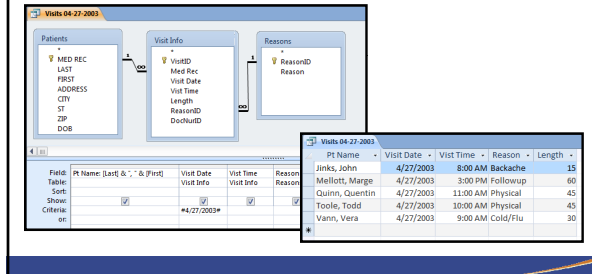 Visits 04-27-2003
Patients
*
MED REC
LAST
FIRST
ADDRESS
CITY
ST
ZIP
DOB
1
∞
Visit Info
*
VisitID
Med Rec
Visit Date
Vist Time
Length
ReasonID
DocNurID
1
∞
Reasons
*
ReasonID
Reason
Field: Pt Name: [Last] & ", " & [First] Visit Date Vist Time Reason
Table: Visit Info Visit Info Reason
Sort:
Show:
Criteria: #4/27/2003#
or:
Visits 04-27-2003
Pt Name Visit Date Vist Time Reason Length
Jinks, John 4/27/2003 8:00 AM Backache 15
Mellott, Marge 4/27/2003 3:00 PM Followup 60
Quinn, Quentin 4/27/2003 11:00 AM Physical 45
Toole, Todd 4/27/2003 10:00 AM Physical 45
Vann, Vera 4/27/2003 9:00 AM Cold/Flu 30
*